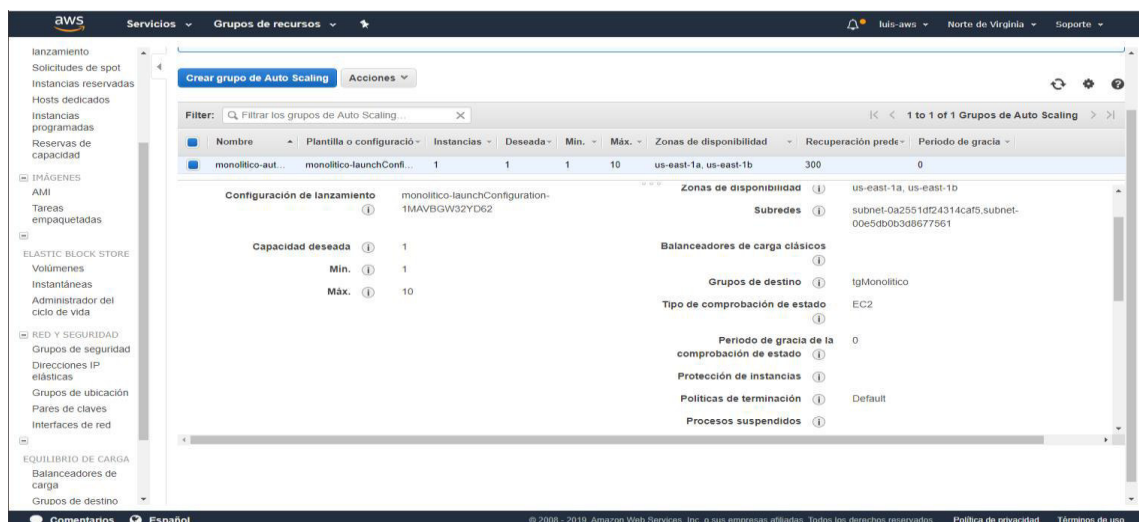 aws Servicios Grupos de recursos luis-aws Norte de Virginia Soporte
lanzamiento
Solicitudes de spot
Instancias reservadas
Hosts dedicados
Instancias
programadas
Reservas de
capacidad
IMÁGENES
AMI
Tareas
empaquetadas
ELASTIC BLOCK STORE
Volúmenes
Instantáneas
Administrador del
ciclo de vida
RED Y SEGURIDAD
Grupos de seguridad
Direcciones IP
elásticas
Grupos de ubicación
Pares de claves
Interfaces de red
EQUILIBRIO DE CARGA
Balanceadores de
carga
Grupos de destino
Crear grupo de Auto Scaling Acciones
Filter: Filtrar los grupos de Auto Scaling... 1 to 1 of 1 Grupos de Auto Scaling
Nombre Plantilla o configuració Instancias Deseada Mín. Máx. Zonas de disponibilidad Recuperación prede Periodo de gracia
monolitico-aut... monolitico-launchConfi... 1 1 1 10 us-east-1a, us-east-1b 300 0
Configuración de lanzamiento monolitico-launchConfiguration-
1MAVBGW32YD62
Capacidad deseada 1
Mín. 1
Máx. 10
Zonas de disponibilidad us-east-1a, us-east-1b
Subredes subnet-0a2551df24314caf5,subnet-
00e5db0b3d8677561
Balanceadores de carga clásicos
Grupos de destino tgMonolitico
Tipo de comprobación de estado EC2
Periodo de gracia de la 0
comprobación de estado
Protección de instancias
Políticas de terminación Default
Procesos suspendidos
Comentarios Español © 2008 - 2019, Amazon Web Services, Inc. o sus empresas afiliadas. Todos los derechos reservados. Política de privacidad Términos de uso